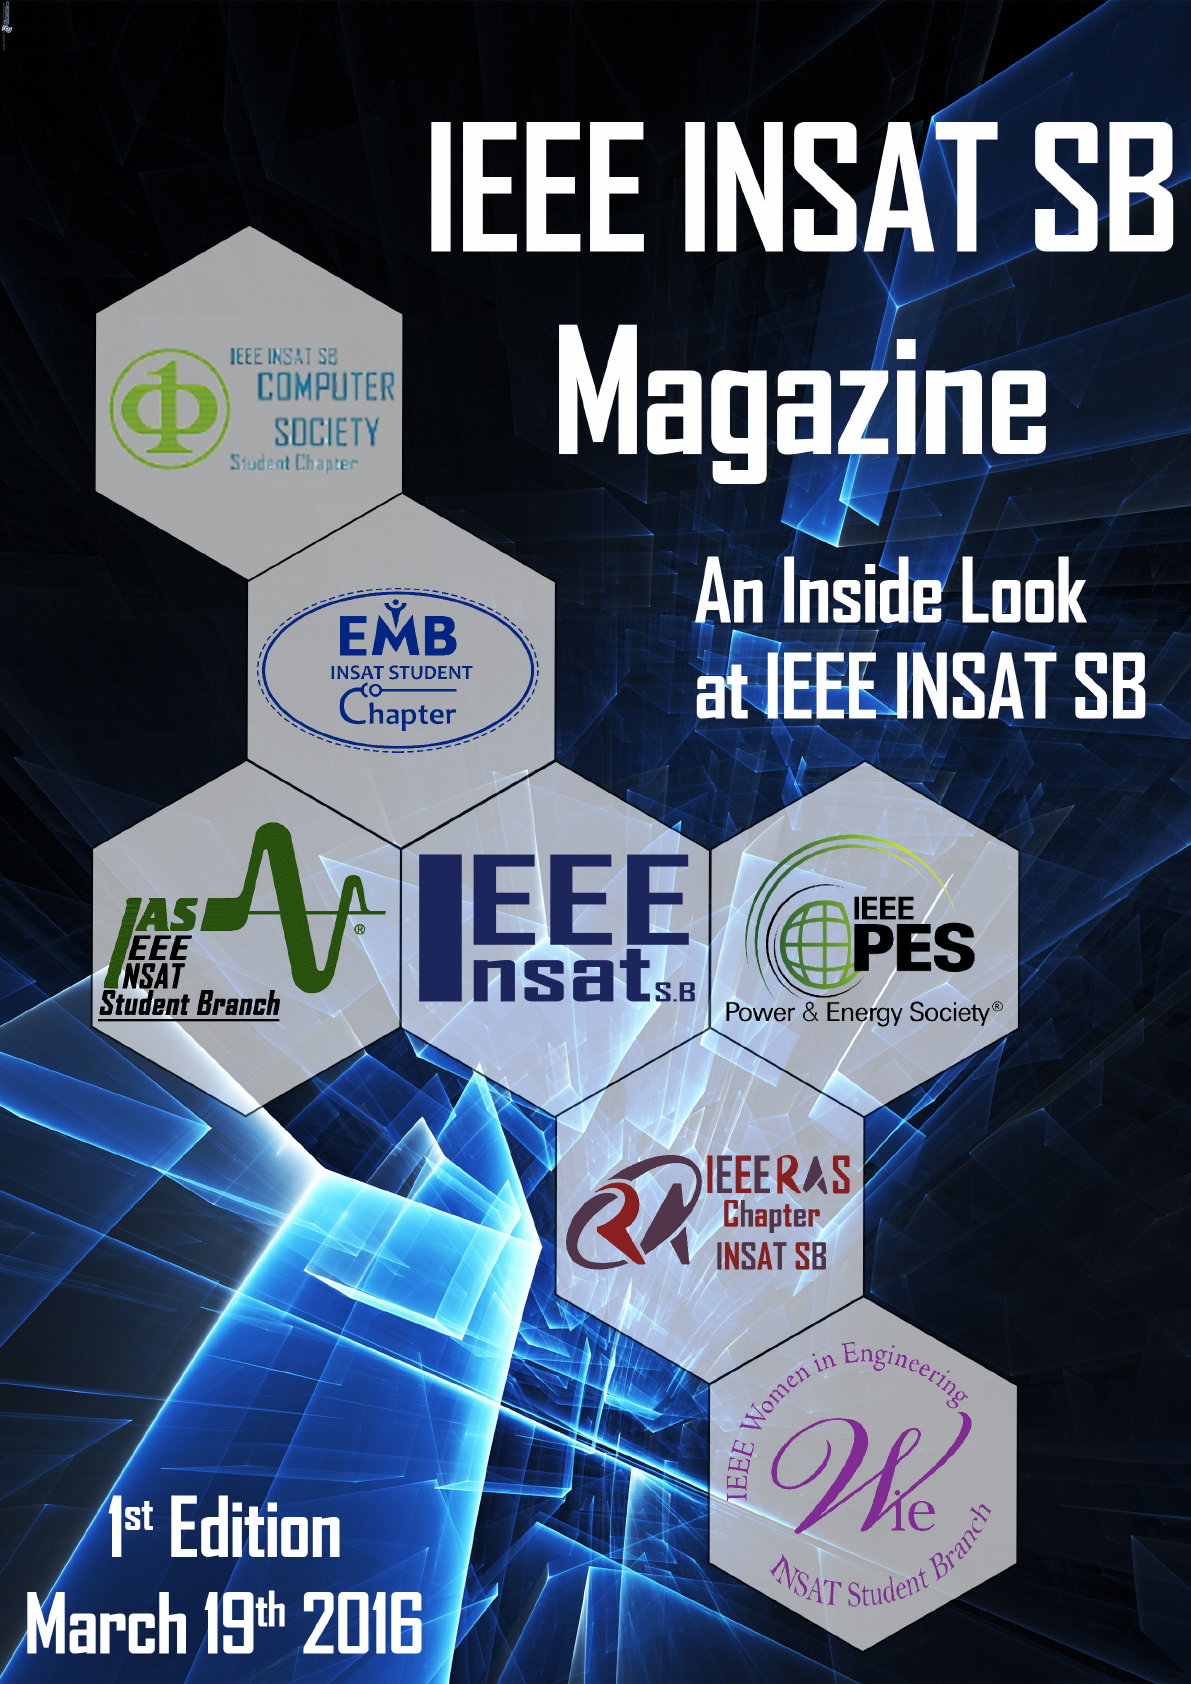 IEEE INSAT SB
Magazine
An Inside Look
at IEEE INSAT SB
IEEE INSAT SB
COMPUTER
SOCIETY
Student Chapter
EMB
INSAT STUDENT
Chapter
IAS
IEEE
INSAT
Student Branch
®
IEEE
Insat S.B
IEEE
PES
Power & Energy Society®
IEEE RAS
Chapter
INSAT SB
IEEE Women in Engineering
Wie
INSAT Student Branch
1st Edition
March 19th 2016